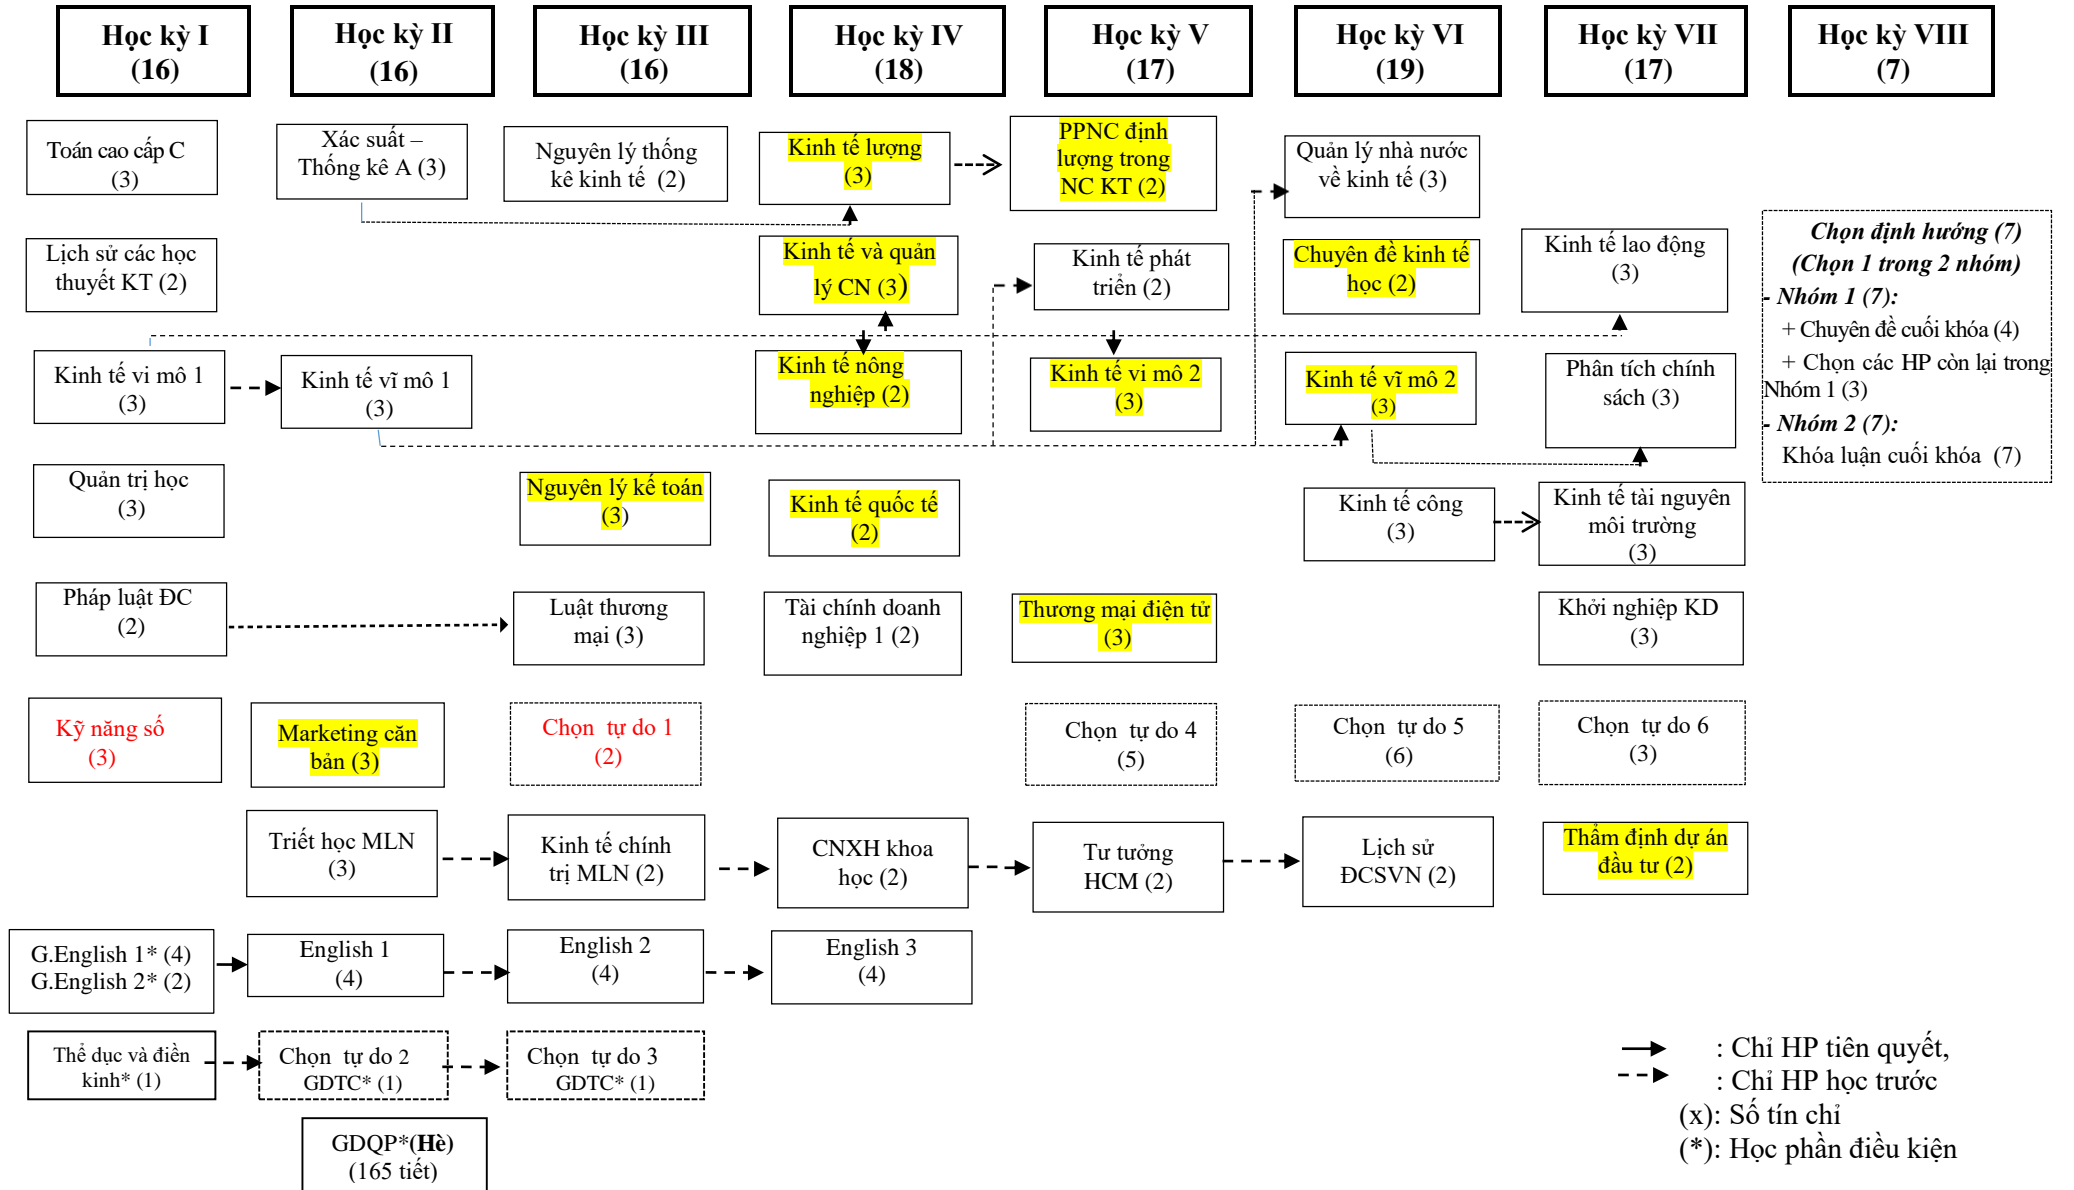 Học kỳ I
(16)
Học kỳ II
(16)
Học kỳ III
(16)
Học kỳ IV
(18)
Học kỳ V
(17)
Học kỳ VI
(19)
Học kỳ VII
(17)
Học kỳ VIII
(7)
Toán cao cấp C
(3)
Xác suất –
Thống kê A (3)
Nguyên lý thống
kê kinh tế (2)
Kinh tế lượng
(3)
PPNC định
lượng trong
NC KT (2)
Quản lý nhà nước
về kinh tế (3)
Lịch sử các học
thuyết KT (2)
Kinh tế và quản
lý CN (3)
Kinh tế phát
triển (2)
Chuyên đề kinh tế
học (2)
Kinh tế lao động
(3)
Chọn định hướng (7)
(Chọn 1 trong 2 nhóm)
- Nhóm 1 (7):
+ Chuyên đề cuối khóa (4)
+ Chọn các HP còn lại trong
Nhóm 1 (3)
- Nhóm 2 (7):
Khóa luận cuối khóa (7)
Kinh tế vi mô 1
(3)
Kinh tế vĩ mô 1
(3)
Kinh tế nông
nghiệp (2)
Kinh tế vi mô 2
(3)
Kinh tế vĩ mô 2
(3)
Phân tích chính
sách (3)
Quản trị học
(3)
Nguyên lý kế toán
(3)
Kinh tế quốc tế
(2)
Kinh tế công
(3)
Kinh tế tài nguyên
môi trường
(3)
Pháp luật ĐC
(2)
Luật thương
mại (3)
Tài chính doanh
nghiệp 1 (2)
Thương mại điện tử
(3)
Khởi nghiệp KD
(3)
Kỹ năng số
(3)
Marketing căn
bản (3)
Chọn tự do 1
(2)
Chọn tự do 4
(5)
Chọn tự do 5
(6)
Chọn tự do 6
(3)
Triết học MLN
(3)
Kinh tế chính
trị MLN (2)
CNXH khoa
học (2)
Tư tưởng
HCM (2)
Lịch sử
ĐCSVN (2)
Thẩm định dự án
đầu tư (2)
G.English 1* (4)
G.English 2* (2)
English 1
(4)
English 2
(4)
English 3
(4)
Thể dục và điền
kinh* (1)
Chọn tự do 2
GDTC* (1)
Chọn tự do 3
GDTC* (1)
GDQP*(Hè)
(165 tiết)
: Chỉ HP tiên quyết,
: Chỉ HP học trước
(x): Số tín chỉ
(*): Học phần điều kiện